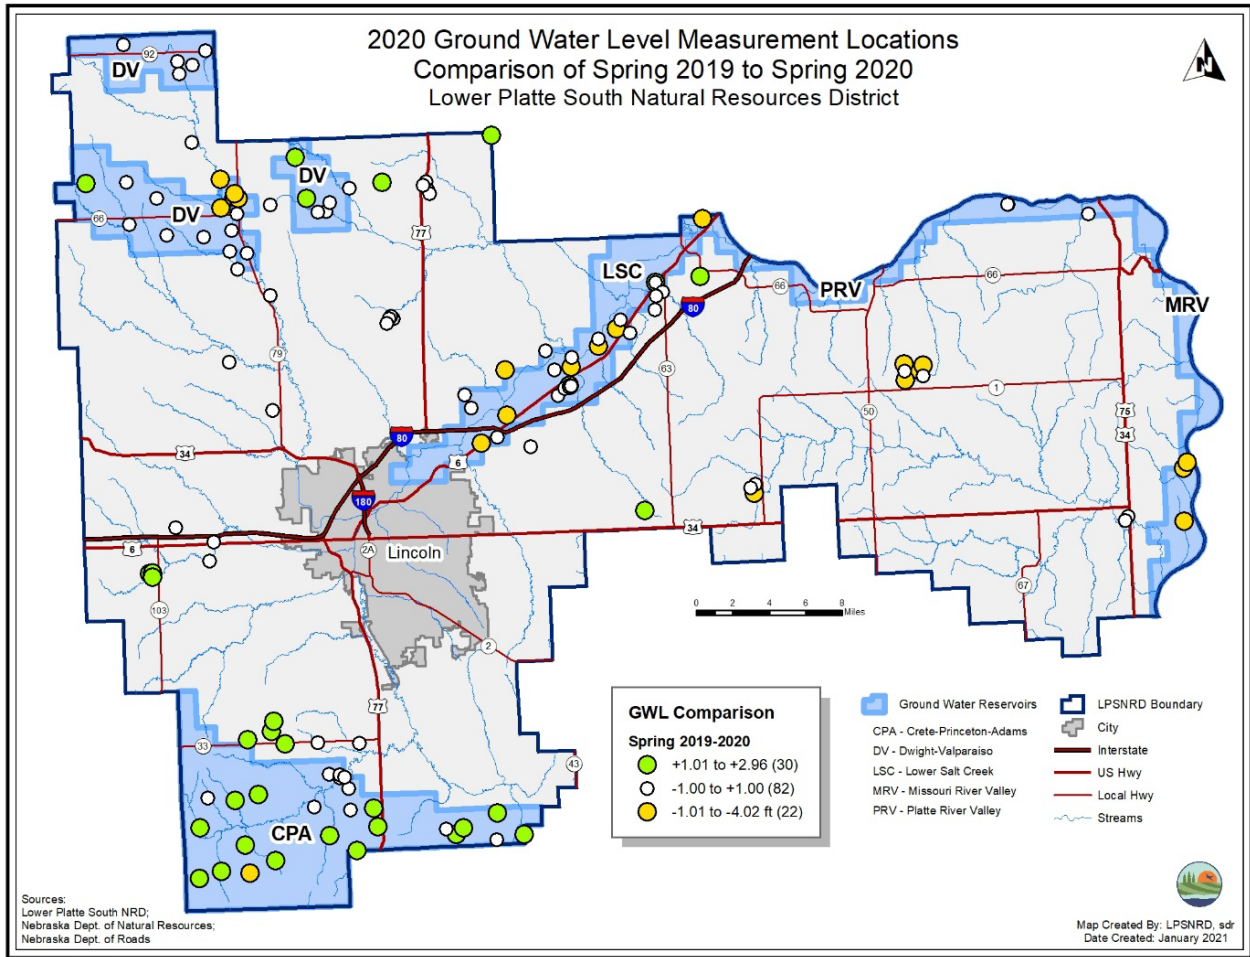 2020 Ground Water Level Measurement Locations
Comparison of Spring 2019 to Spring 2020
Lower Platte South Natural Resources District
N
92
DV
DV
DV
66
77
79
LSC
80
66
PRV
66
MRV
63
1
50
75
34
34
80
6
180
6
2A
Lincoln
34
67
103
2
77
33
43
CPA
0 2 4 6 8
Miles
GWL Comparison
Spring 2019-2020
+1.01 to +2.96 (30)
-1.00 to +1.00 (82)
-1.01 to -4.02 ft (22)
Ground Water Reservoirs
CPA - Crete-Princeton-Adams
DV - Dwight-Valparaiso
LSC - Lower Salt Creek
MRV - Missouri River Valley
PRV - Platte River Valley
LPSNRD Boundary
City
Interstate
US Hwy
Local Hwy
Streams
Sources:
Lower Platte South NRD;
Nebraska Dept. of Natural Resources;
Nebraska Dept. of Roads
Map Created By: LPSNRD, sdr
Date Created: January 2021